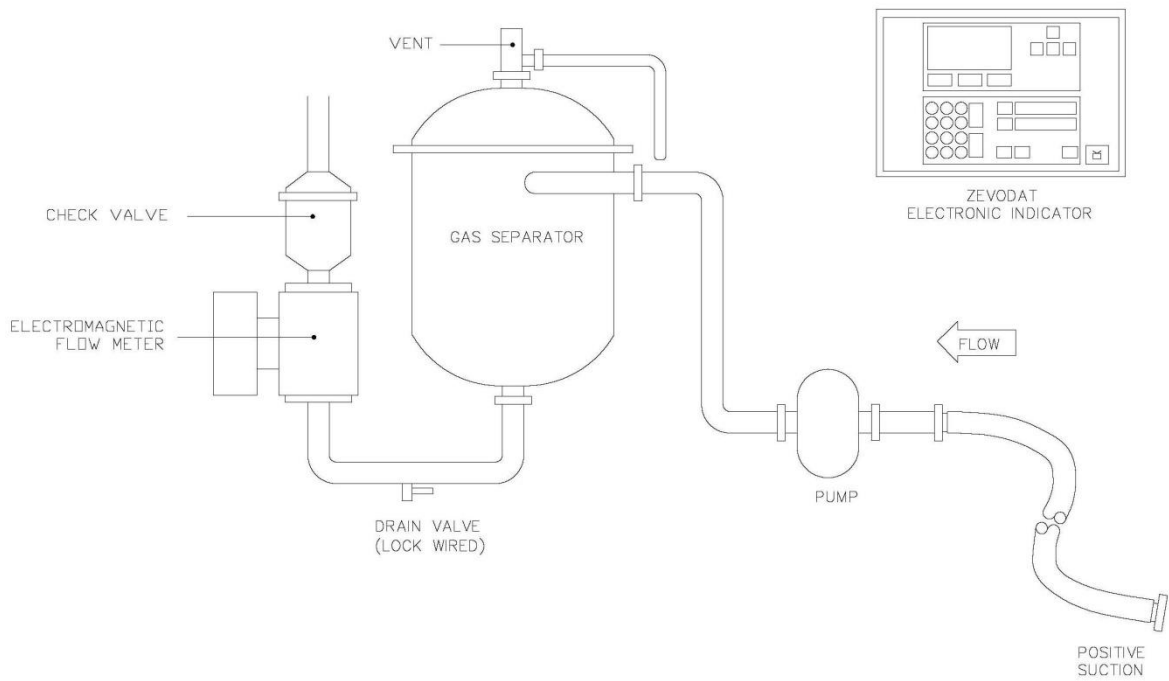 VENT
ZEVODAT
ELECTRONIC INDICATOR
CHECK VALVE
GAS SEPARATOR
ELECTROMAGNETIC
FLOW METER
FLOW
PUMP
DRAIN VALVE
(LOCK WIRED)
POSITIVE
SUCTION